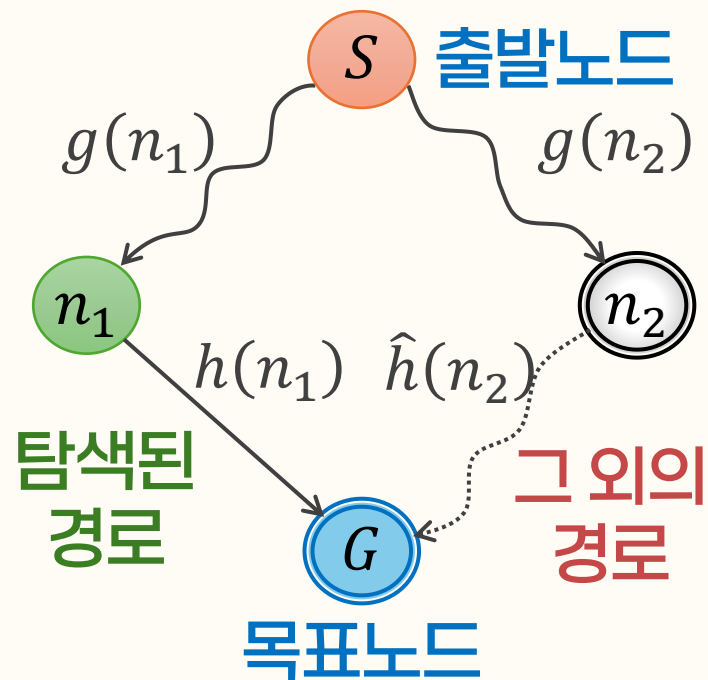 S 출발노드
g(n₁) g(n₂)
n₁ n₂
h(n₁) ĥ(n₂)
탐색된
경로
그 외의
경로
G
목표노드